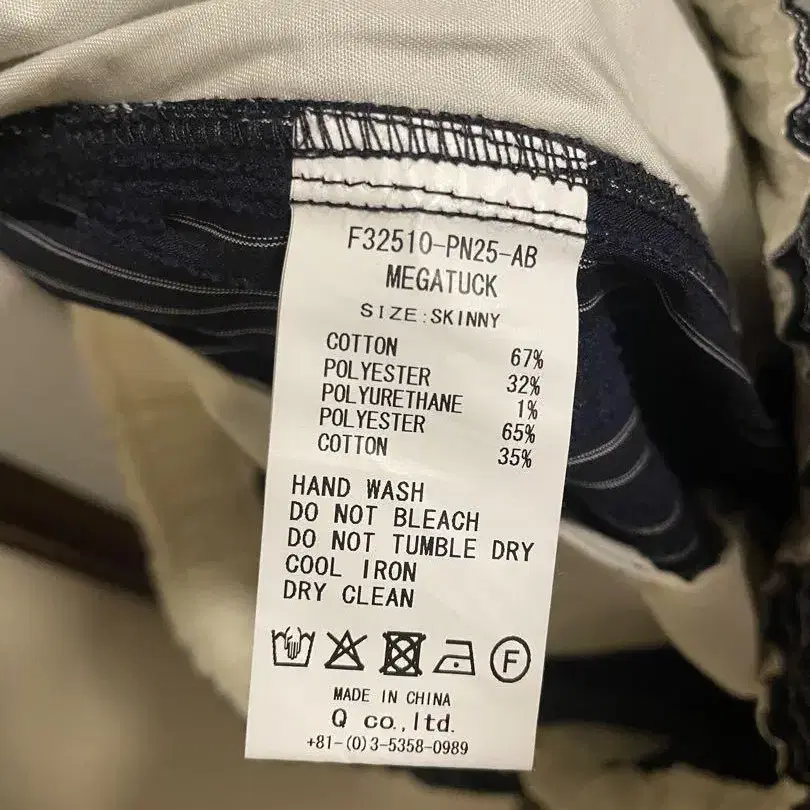 F32510-PN25-AB
MEGATUCK
SIZE:SKINNY
COTTON 67%
POLYESTER 32%
POLYURETHANE 1%
POLYESTER 65%
COTTON 35%
HAND WASH
DO NOT BLEACH
DO NOT TUMBLE DRY
COOL IRON
DRY CLEAN
F
MADE IN CHINA
Q co.,ltd.
+81-(0)3-5358-0989